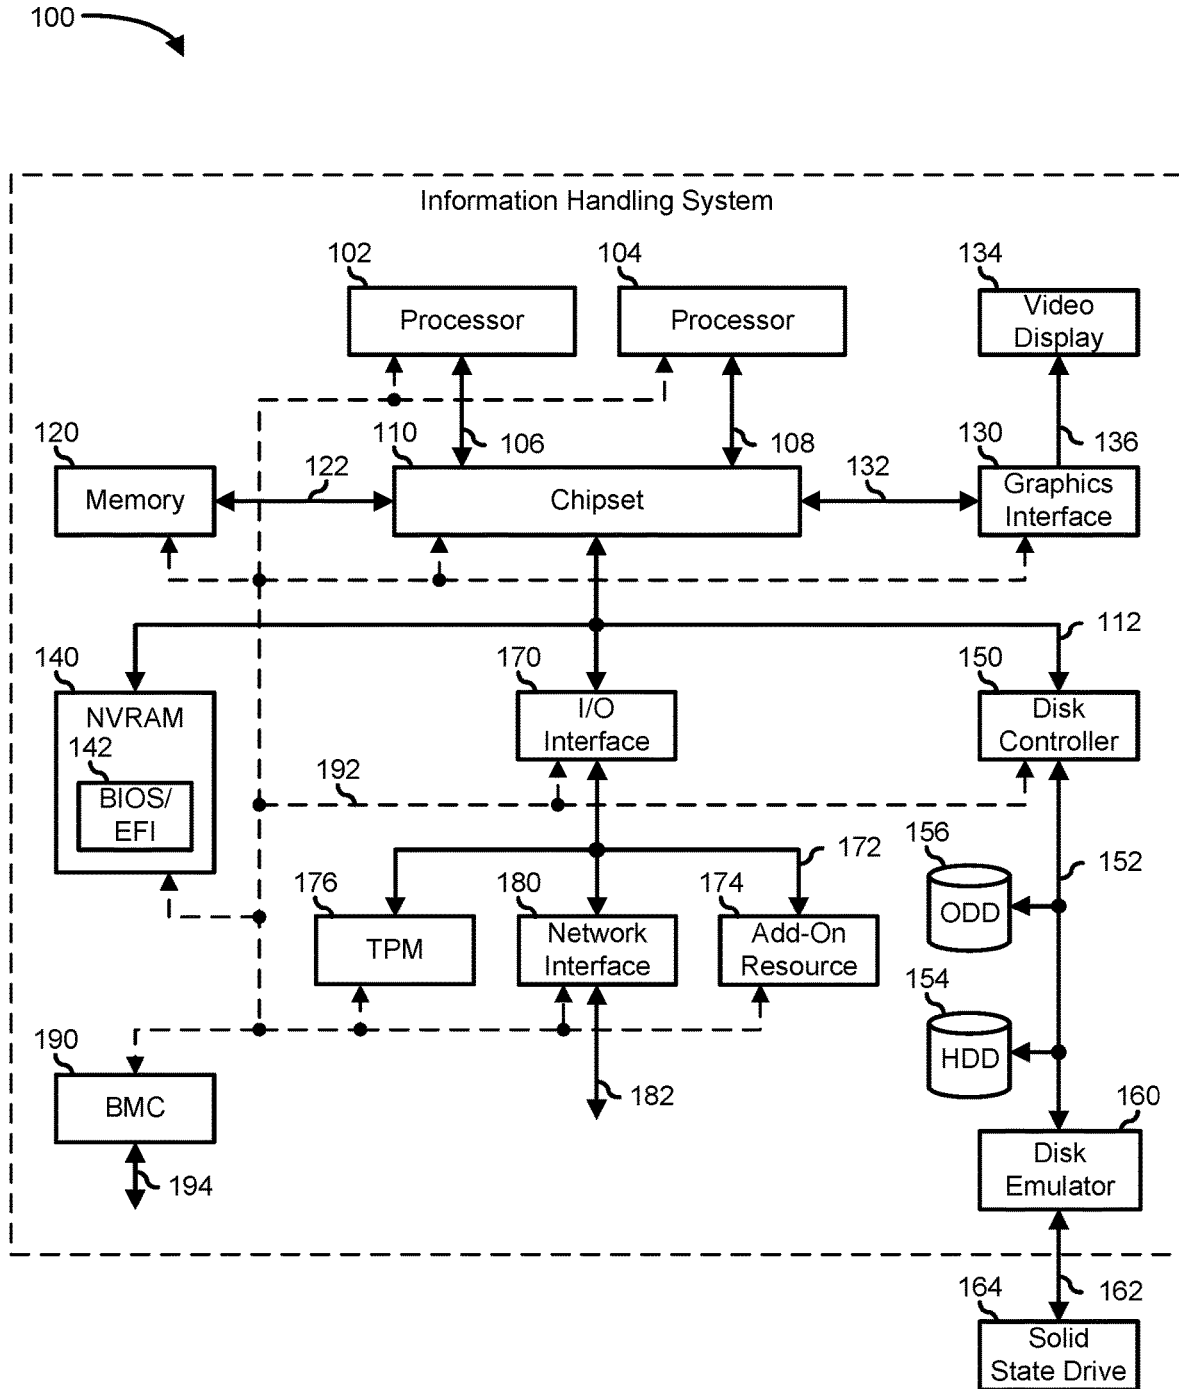 100
Information Handling System
102
104
134
Processor
Processor
Video
Display
120
110
106
108
130
136
122
132
Memory
Chipset
Graphics
Interface
112
140
170
150
NVRAM
I/O
Interface
Disk
Controller
142
BIOS/
EFI
192
172
156
152
176
180
174
ODD
TPM
Network
Interface
Add-On
Resource
154
190
HDD
BMC
182
160
194
Disk
Emulator
164
162
Solid
State Drive